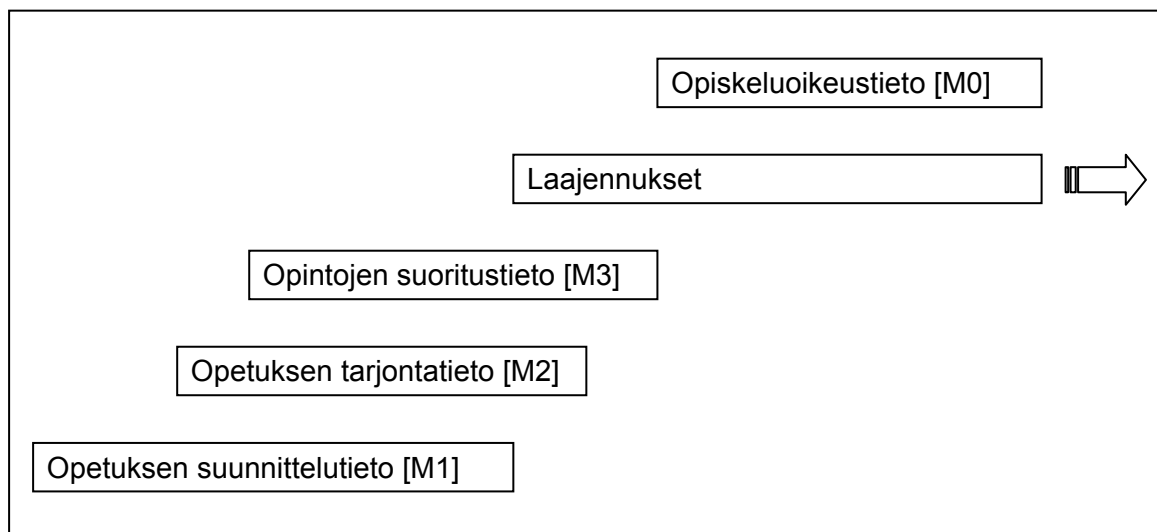 Opiskeluoikeustieto [M0]
Laajennukset
Opintojen suoritustieto [M3]
Opetuksen tarjontatieto [M2]
Opetuksen suunnittelutieto [M1]